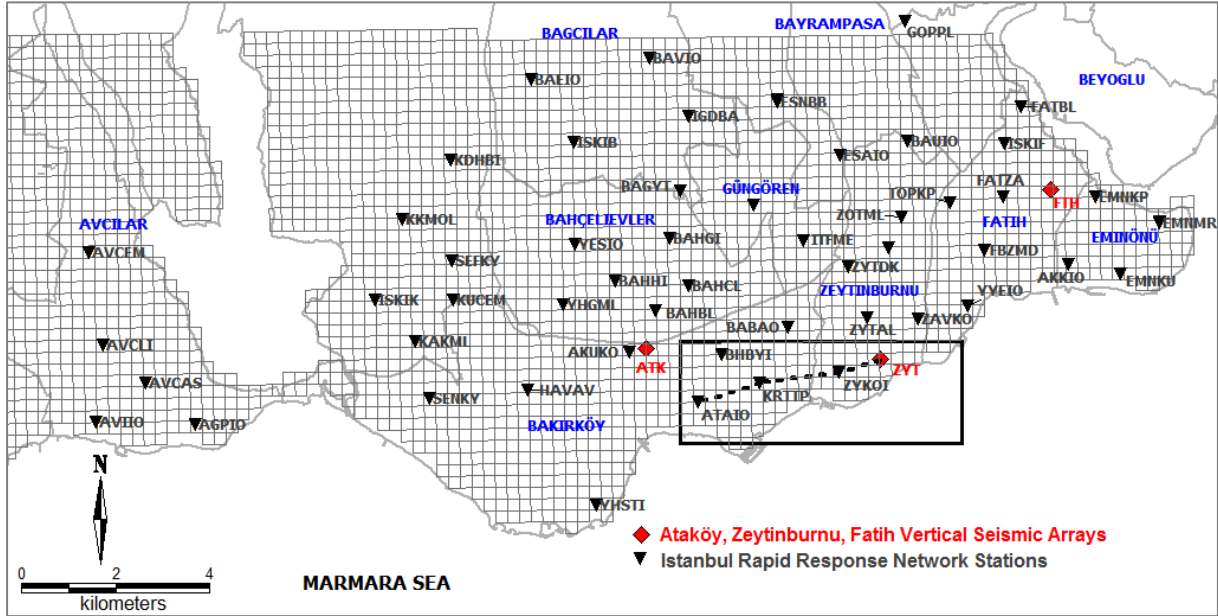 BAYRAMPASA
GOPPL
BAGCILAR
BAVIO
BEYOGLU
BAEIO
ESNBB
FATBL
IGDBA
ISKIB
BAUIO
ISKIF
KDHBI
ESAIO
BAGYT
GÜNGÖREN
TOPKP
FATZA
FTH
EMNKP
KKMOL
BAHÇELIEVLER
ZOTML
FATIH
EMNMR
AVCILAR
EMINÖNÜ
AVCEM
YESIO
BAHGI
ITFME
FBZMD
SEFKY
ZYTDK
AKKIO
BAHHI
BAHCL
EMNKU
ZEYTINBURNU
ISKIK
KUCEM
YHGML
BAHBL
YYEIO
BABAO
ZYTAL
ZAVKO
AVCLI
KAKMI
AKUKO
ATK
BHBYI
ZYT
AVCAS
HAVAV
KRTTP
ZYKOI
SENKY
ATAIO
AVIIO
AGPIO
BAKIRKÖY
N
YHSTI
Ataköy, Zeytinburnu, Fatih Vertical Seismic Arrays
Istanbul Rapid Response Network Stations
0 2 4
kilometers
MARMARA SEA